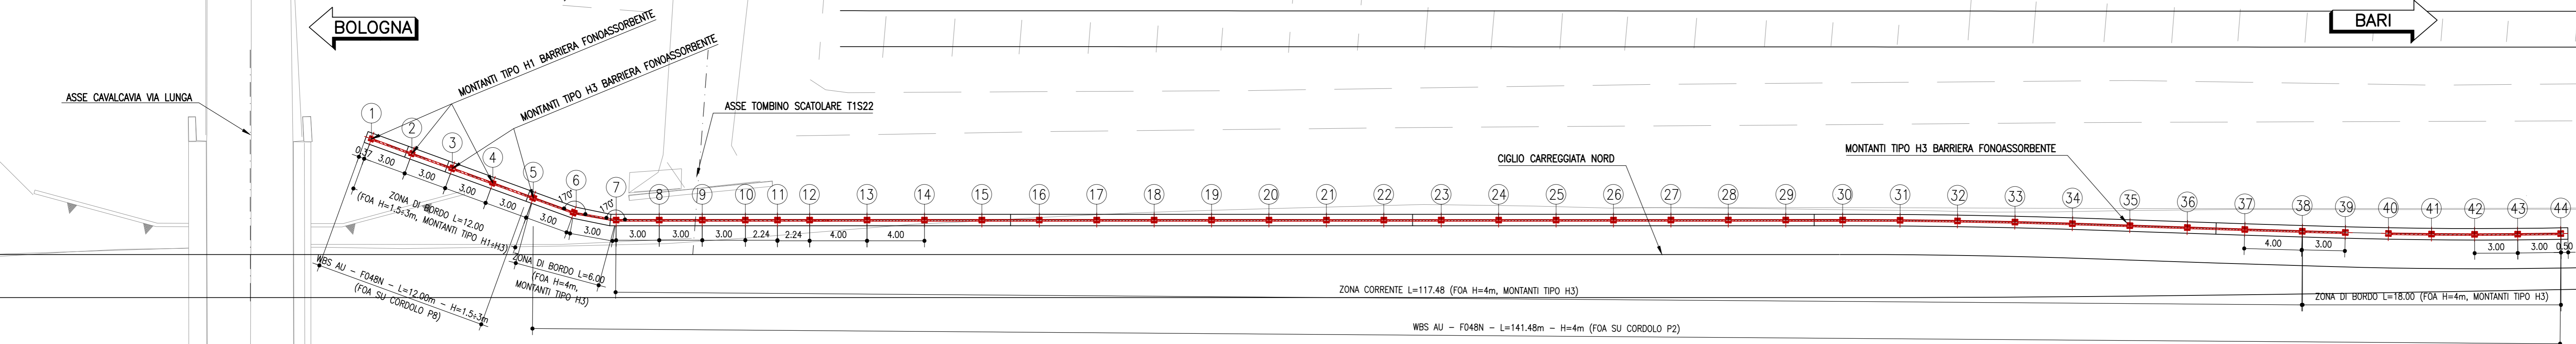 BOLOGNA
BARI
MONTANTI TIPO H1 BARRIERA FONOASSORBENTE
MONTANTI TIPO H3 BARRIERA FONOASSORBENTE
ASSE CAVALCAVIA VIA LUNGA
ASSE TOMBINO SCATOLARE T1S22
CIGLIO CARREGGIATA NORD
MONTANTI TIPO H3 BARRIERA FONOASSORBENTE
1 2 3 4 5 6 7 8 9 10 11 12 13 14 15 16 17 18 19 20 21 22 23 24 25 26 27 28 29 30 31 32 33 34 35 36 37 38 39 40 41 42 43 44
170° 170°
0.37 3.00 3.00 3.00 3.00 3.00 3.00 3.00 3.00 3.00 2.24 2.24 4.00 4.00 4.00 3.00 3.00 3.00 0.50
ZONA DI BORDO L=12.00
(FOA H=1.5÷3m, MONTANTI TIPO H1÷H3)
ZONA DI BORDO L=6.00
(FOA H=4m,
MONTANTI TIPO H3)
WBS AU – F048N – L=12.00m – H=1.5÷3m
(FOA SU CORDOLO P8)
ZONA CORRENTE L=117.48 (FOA H=4m, MONTANTI TIPO H3)
ZONA DI BORDO L=18.00 (FOA H=4m, MONTANTI TIPO H3)
WBS AU – F048N – L=141.48m – H=4m (FOA SU CORDOLO P2)